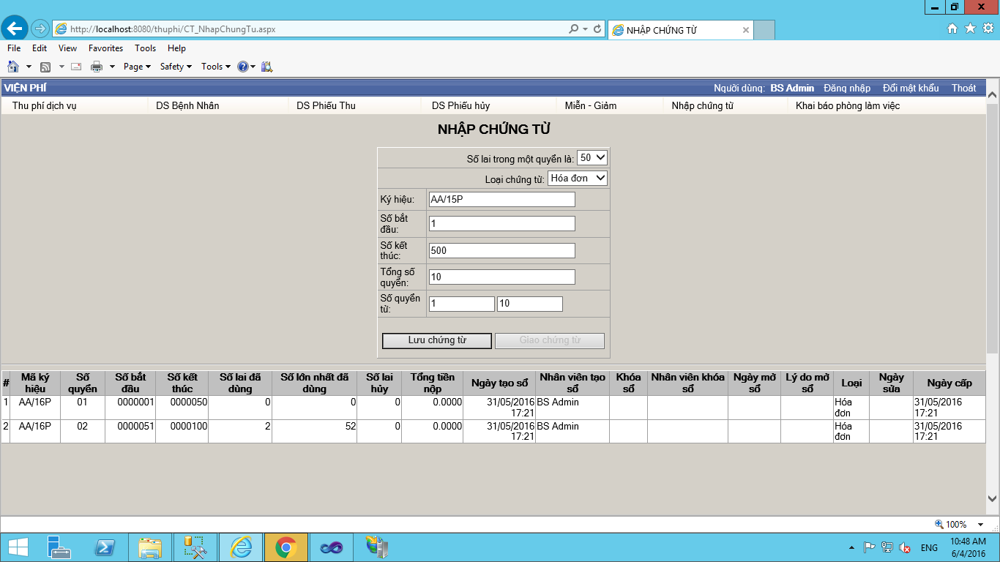 http://localhost:8080/thuphi/CT_NhapChungTu.aspx
NHẬP CHỨNG TỪ
File Edit View Favorites Tools Help
Page Safety Tools
VIỆN PHÍ Người dùng: BS Admin Đăng nhập Đổi mật khẩu Thoát
Thu phí dịch vụ DS Bệnh Nhân DS Phiếu Thu DS Phiếu hủy Miễn - Giảm Nhập chứng từ Khai báo phòng làm việc
NHẬP CHỨNG TỪ
Số lai trong một quyển là: 50
Loại chứng từ: Hóa đơn
Ký hiệu: AA/15P
Số bắt
đầu: 1
Số kết
thúc: 500
Tổng số
quyển: 10
Số quyển
từ: 1 10
Lưu chứng từ Giao chứng từ
# Mã ký hiệu Số quyển Số bắt đầu Số kết thúc Số lai đã dùng Số lớn nhất đã dùng Số lai hủy Tổng tiền nộp Ngày tạo sổ Nhân viên tạo sổ Khóa sổ Nhân viên khóa sổ Ngày mở sổ Lý do mở sổ Loại Ngày sửa Ngày cấp
1 AA/16P 01 0000001 0000050 0 0 0 0.0000 31/05/2016 17:21 BS Admin Hóa đơn 31/05/2016 17:21
2 AA/16P 02 0000051 0000100 2 52 0 0.0000 31/05/2016 17:21 BS Admin Hóa đơn 31/05/2016 17:21
100%
ENG
10:48 AM
6/4/2016